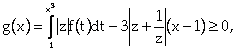 g(x) = ∫₁^{x³} |z|f(t)dt − 3|z + 1/z|(x − 1) ≥ 0,